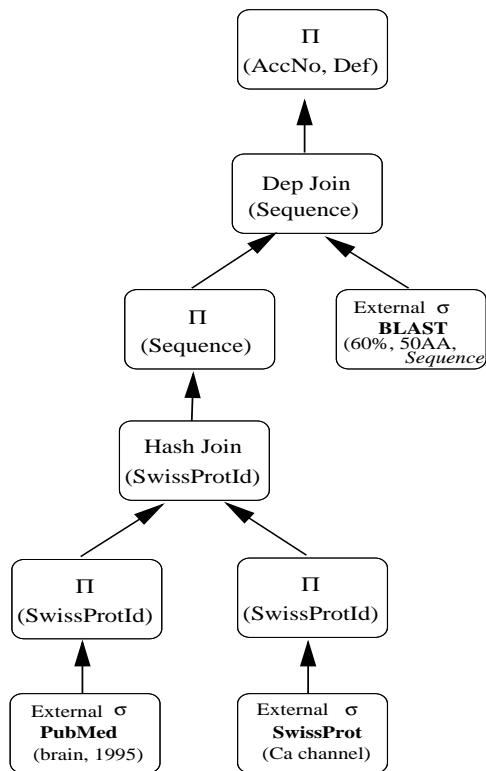 Π
(AccNo, Def)
Dep Join
(Sequence)
Π
(Sequence)
External σ
BLAST
(60%, 50AA,
Sequence)
Hash Join
(SwissProtId)
Π
(SwissProtId)
Π
(SwissProtId)
External σ
PubMed
(brain, 1995)
External σ
SwissProt
(Ca channel)